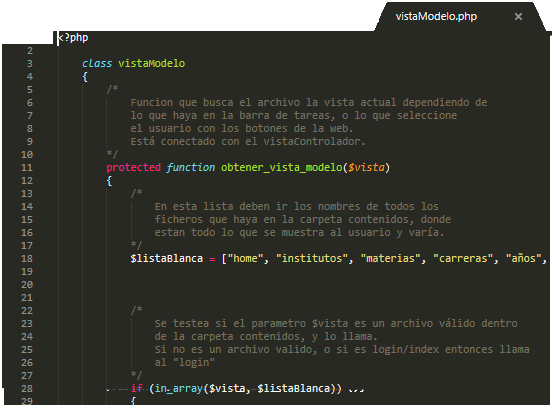 vistaModelo.php ×
<?php
2
3 class vistaModelo
4 {
5 /*
6 Funcion que busca el archivo la vista actual dependiendo de
7 lo que haya en la barra de tareas, o lo que seleccione
8 el usuario con los botones de la web.
9 Está conectado con el vistaControlador.
10 */
11 protected function obtener_vista_modelo($vista)
12 {
13 /*
14 En esta lista deben ir los nombres de todos los
15 ficheros que haya en la carpeta contenidos, donde
16 estan todo lo que se muestra al usuario y varía.
17 */
18 $listaBlanca = ["home", "institutos", "materias", "carreras", "años",
19
20
21
22 /*
23 Se testea si el parametro $vista es un archivo válido dentro
24 de la carpeta contenidos, y lo llama.
25 Si no es un archivo valido, o si es login/index entonces llama
26 al "login"
27 */
28 if (in_array($vista, $listaBlanca))
29 {